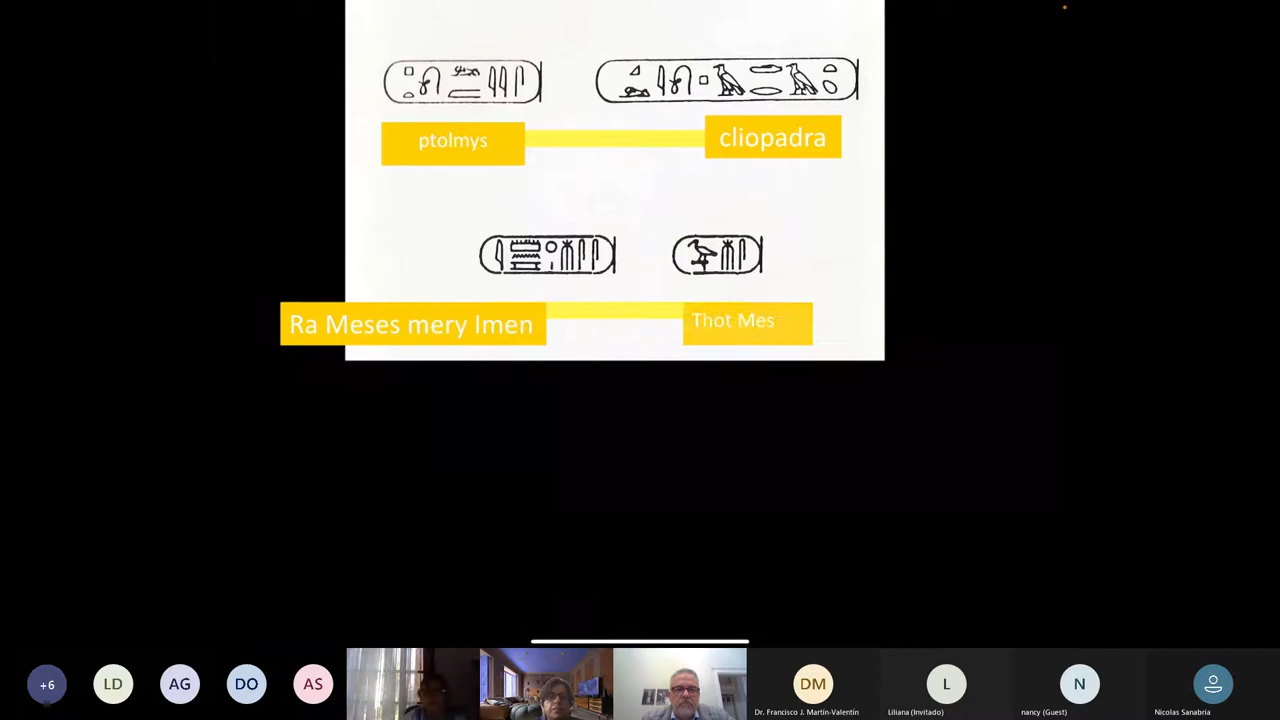 ptolmys
cliopadra
Ra Meses mery Imen
Thot Mes
+6
LD
AG
DO
AS
DM
L
N
Dr. Francisco J. Martín-Valentín
Liliana (Invitado)
nancy (Guest)
Nicolas Sanabria